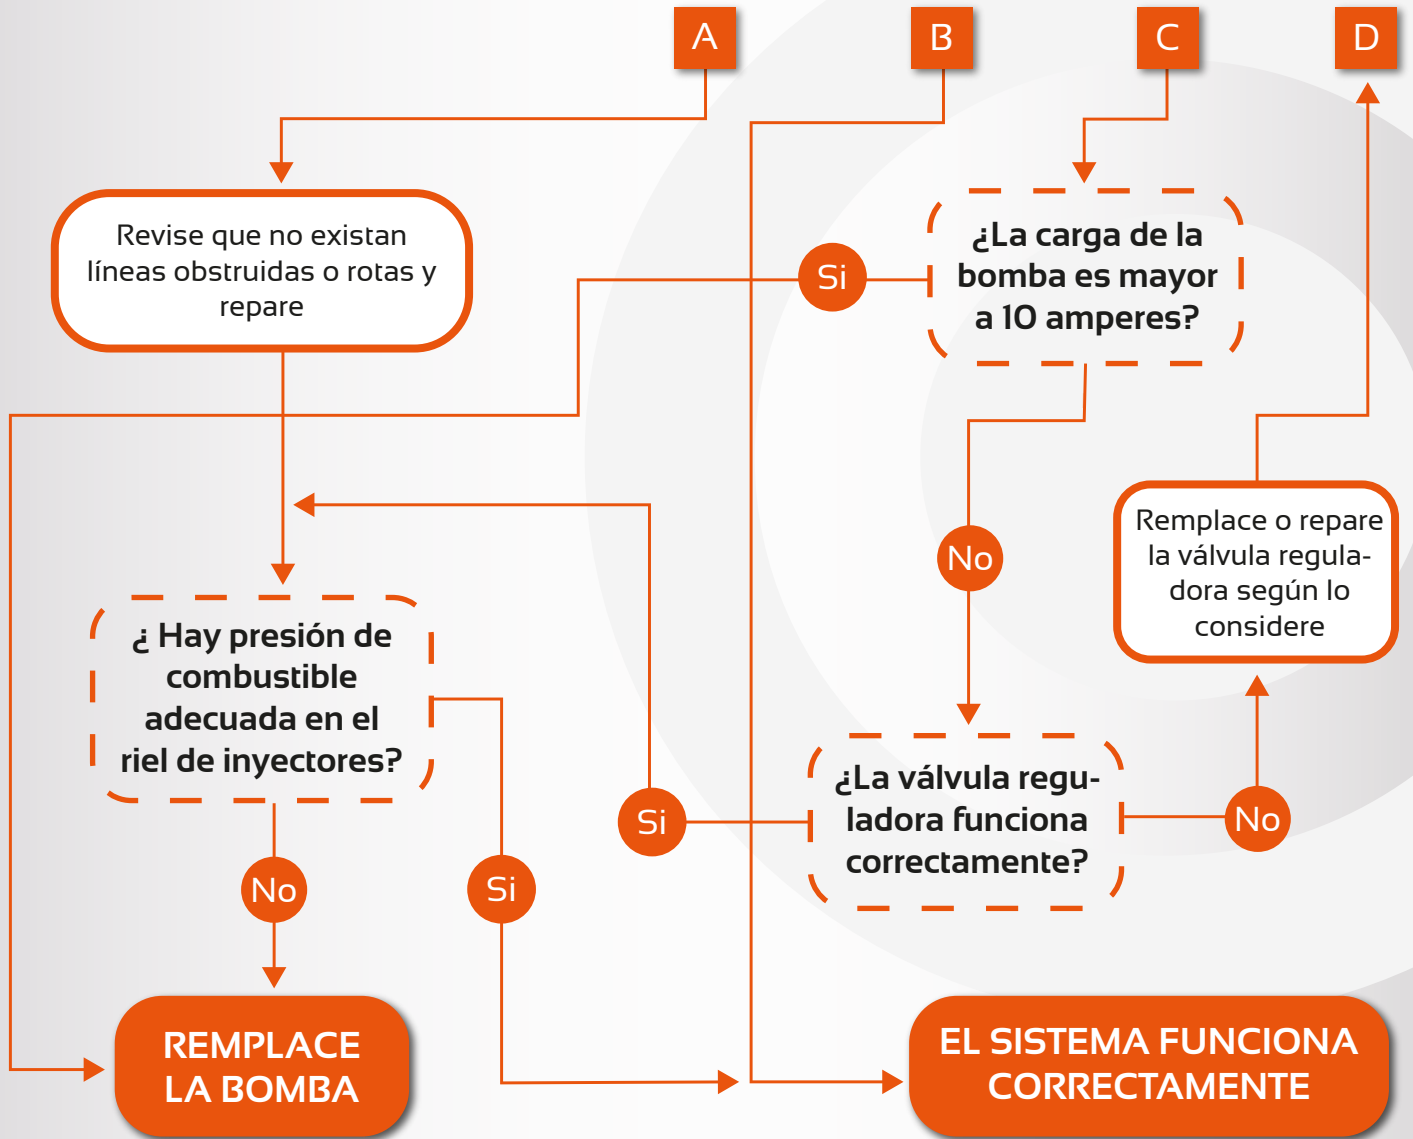 A
B
C
D
Revise que no existan
líneas obstruidas o rotas y
repare
¿La carga de la
bomba es mayor
a 10 amperes?
Si
No
Remplace o repare
la válvula regula-
dora según lo
considere
¿ Hay presión de
combustible
adecuada en el
riel de inyectores?
¿La válvula regu-
ladora funciona
correctamente?
Si
No
No
Si
REMPLACE
LA BOMBA
EL SISTEMA FUNCIONA
CORRECTAMENTE